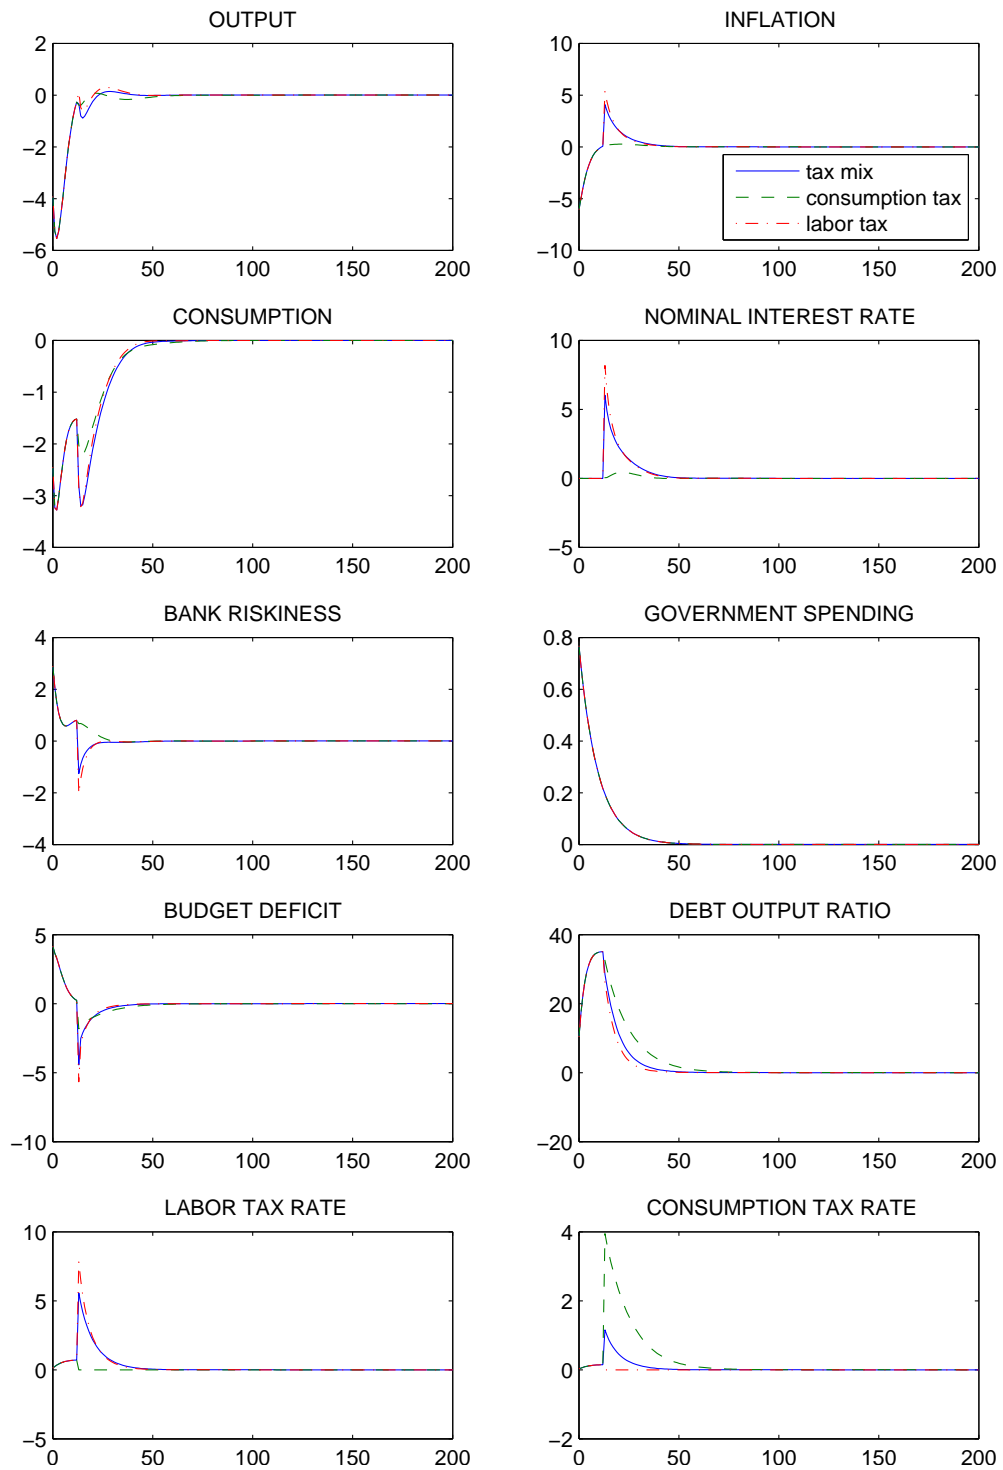 OUTPUT
2
0
−2
−4
−6
0 50 100 150 200
INFLATION
10
5
0
−5
−10
0 50 100 150 200
tax mix
consumption tax
labor tax
CONSUMPTION
0
−1
−2
−3
−4
0 50 100 150 200
NOMINAL INTEREST RATE
10
5
0
−5
0 50 100 150 200
BANK RISKINESS
4
2
0
−2
−4
0 50 100 150 200
GOVERNMENT SPENDING
0.8
0.6
0.4
0.2
0
0 50 100 150 200
BUDGET DEFICIT
5
0
−5
−10
0 50 100 150 200
DEBT OUTPUT RATIO
40
20
0
−20
0 50 100 150 200
LABOR TAX RATE
10
5
0
−5
0 50 100 150 200
CONSUMPTION TAX RATE
4
2
0
−2
0 50 100 150 200